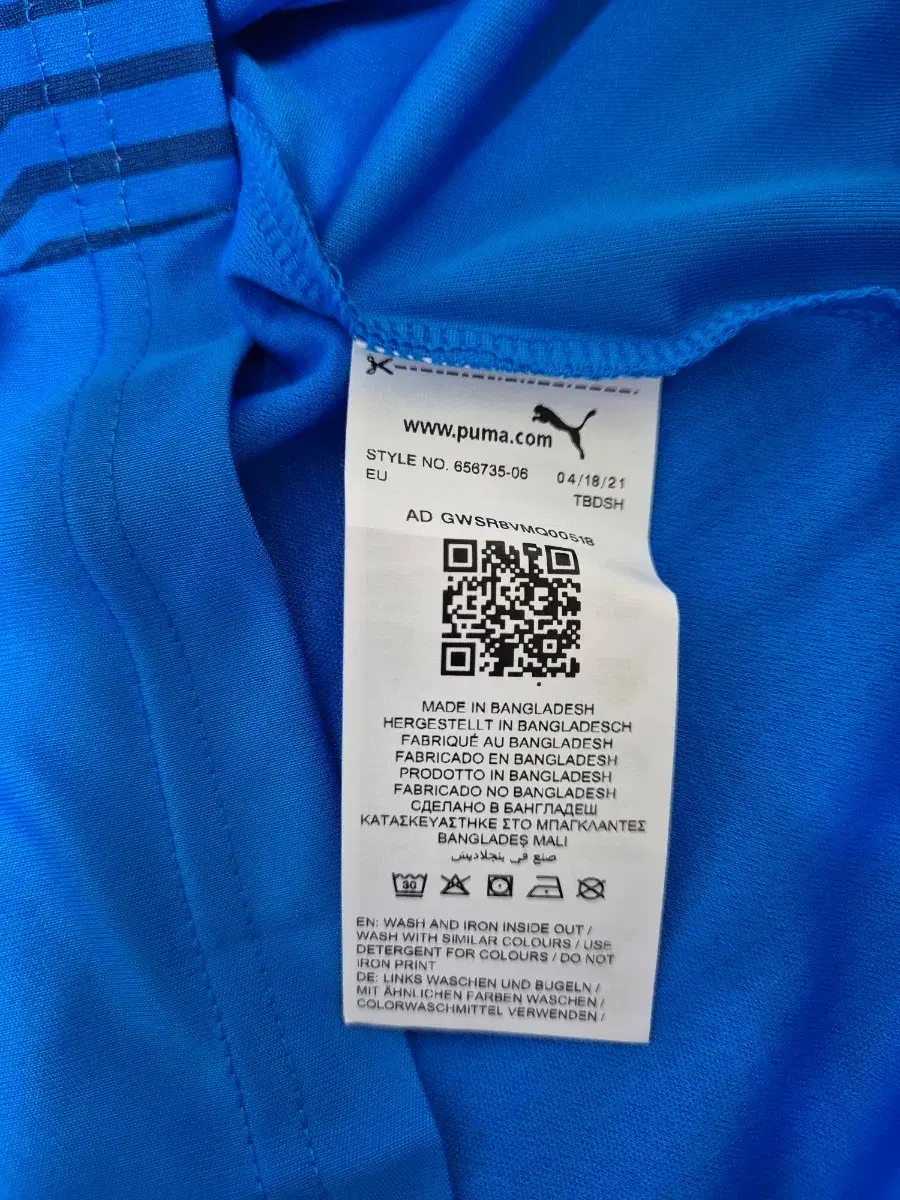 www.puma.com
STYLE NO. 656735-06 04/18/21
EU TBDSH
AD GWSR8VMQ00518
MADE IN BANGLADESH
HERGESTELLT IN BANGLADESCH
FABRIQUÉ AU BANGLADESH
FABRICADO EN BANGLADESH
PRODOTTO IN BANGLADESH
FABRICADO NO BANGLADESH
СДЕЛАНО В БАНГЛАДЕШ
ΚΑΤΑΣΚΕΥΑΣΤΗΚΕ ΣΤΟ ΜΠΑΓΚΛΑΝΤΕΣ
BANGLADEŞ MALI
صنع في بنجلاديش
30
EN: WASH AND IRON INSIDE OUT /
WASH WITH SIMILAR COLOURS / USE
DETERGENT FOR COLOURS / DO NOT
IRON PRINT
DE: LINKS WASCHEN UND BUGELN /
MIT ÄHNLICHEN FARBEN WASCHEN /
COLORWASCHMITTEL VERWENDEN /